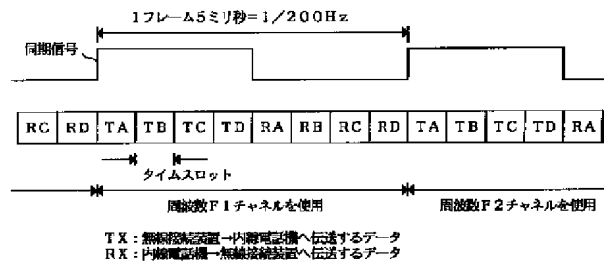 1フレーム5ミリ秒=1/200Hz
同期信号
RC RD TA TB TC TD RA RB RC RD TA TB TC TD RA
タイムスロット
周波数F1チャネルを使用 周波数F2チャネルを使用
TX:無線接続装置→内線電話機へ伝送するデータ
RX:内線電話機→無線接続装置へ伝送するデータ